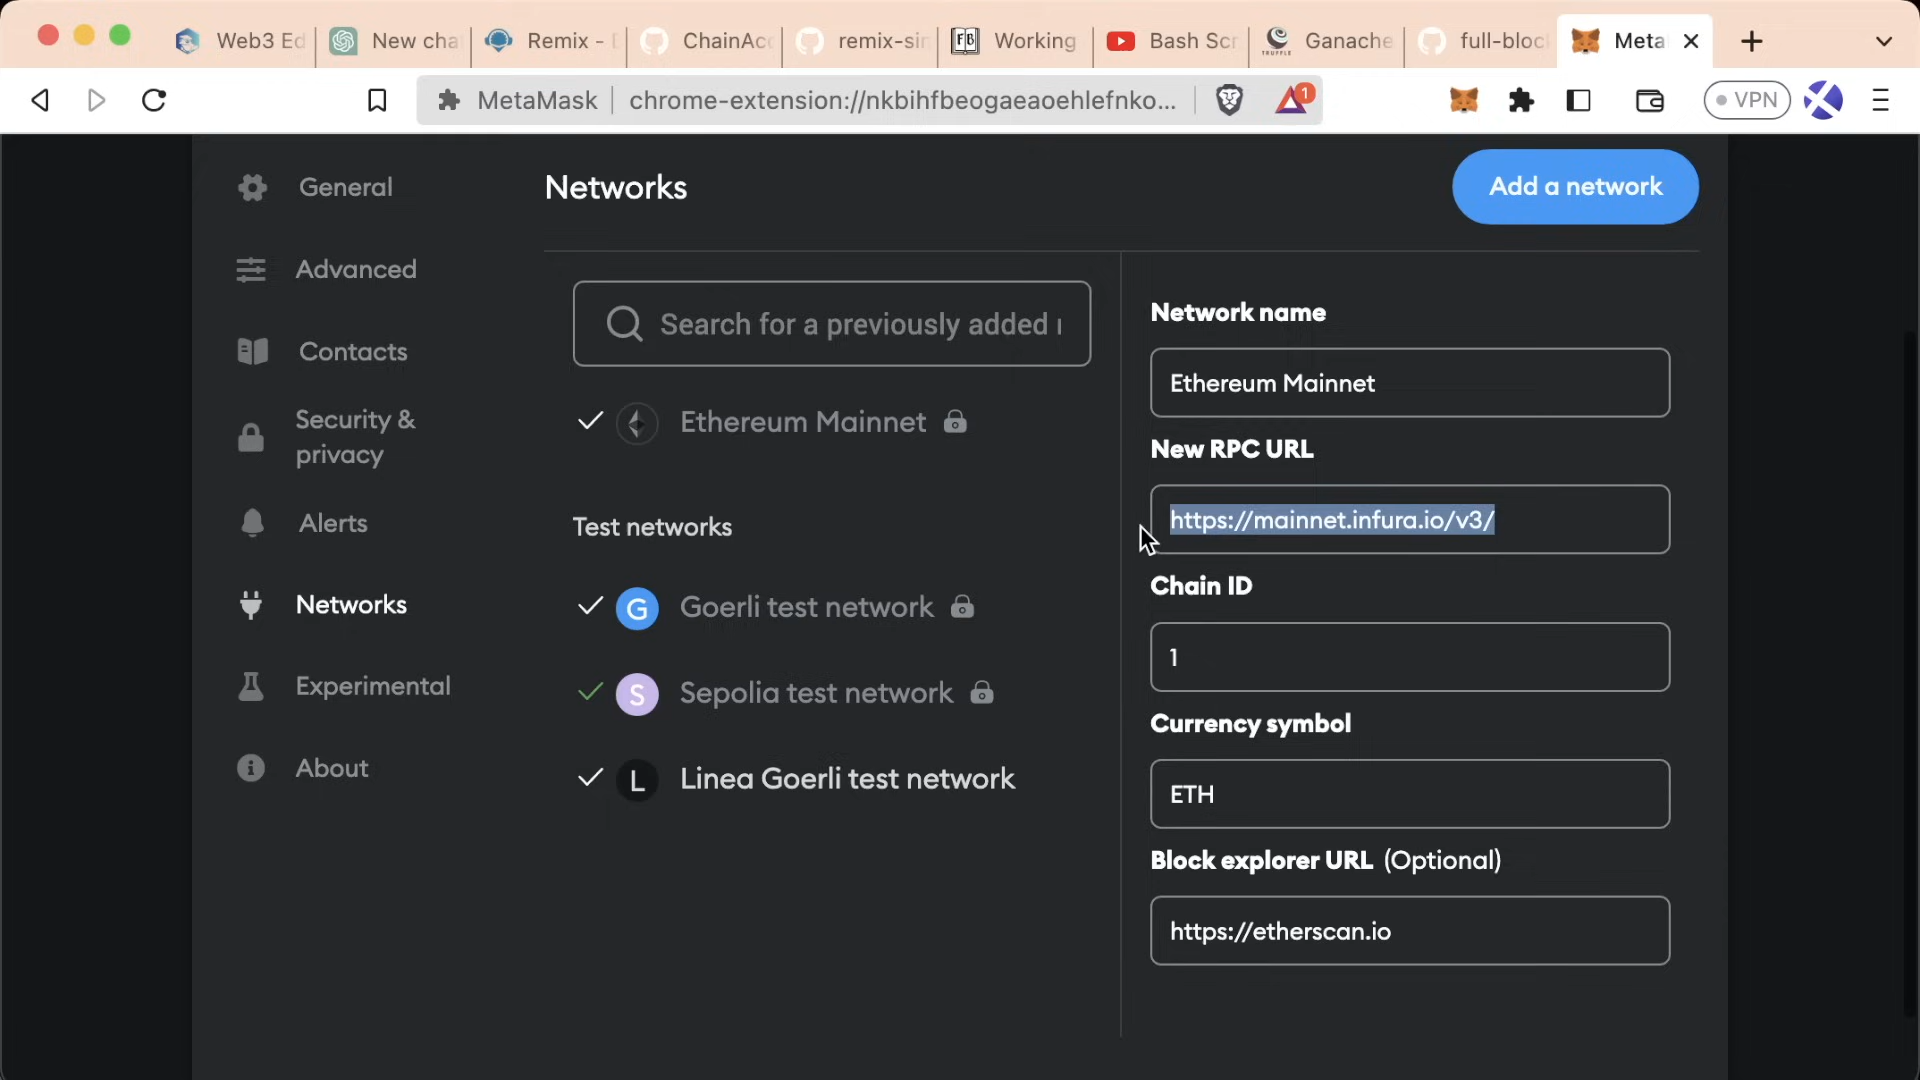 Web3 Ed
New cha
Remix - E
ChainAcc
remix-sim
Working
Bash Scr
Ganache
full-bloc
Meta
MetaMask
chrome-extension://nkbihfbeogaeaoehlefnko...
1
VPN
General
Advanced
Contacts
Security &
privacy
Alerts
Networks
Experimental
About
Networks
Add a network
Search for a previously added
Ethereum Mainnet
Test networks
G
Goerli test network
S
Sepolia test network
L
Linea Goerli test network
Network name
Ethereum Mainnet
New RPC URL
https://mainnet.infura.io/v3/
Chain ID
1
Currency symbol
ETH
Block explorer URL (Optional)
https://etherscan.io